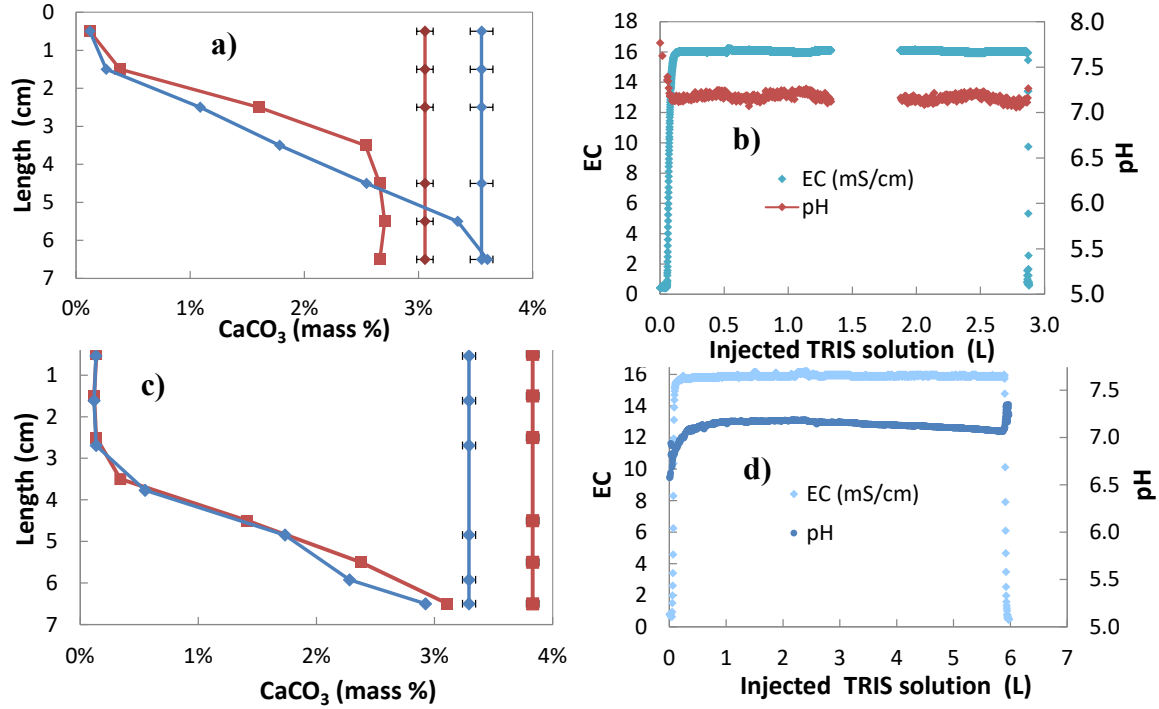 a)
Length (cm)
0
1
2
3
4
5
6
7
0% 1% 2% 3% 4%
CaCO3 (mass %)
b)
EC
18
16
14
12
10
8
6
4
2
0
EC (mS/cm)
pH
8.0
7.5
7.0
6.5
6.0
5.5
5.0
pH
0.0 0.5 1.0 1.5 2.0 2.5 3.0
Injected TRIS solution (L)
c)
Length (cm)
1
2
3
4
5
6
7
0% 1% 2% 3% 4%
CaCO3 (mass %)
d)
EC
16
14
12
10
8
6
4
2
0
EC (mS/cm)
pH
7.5
7.0
6.5
6.0
5.5
5.0
pH
0 1 2 3 4 5 6 7
Injected TRIS solution (L)